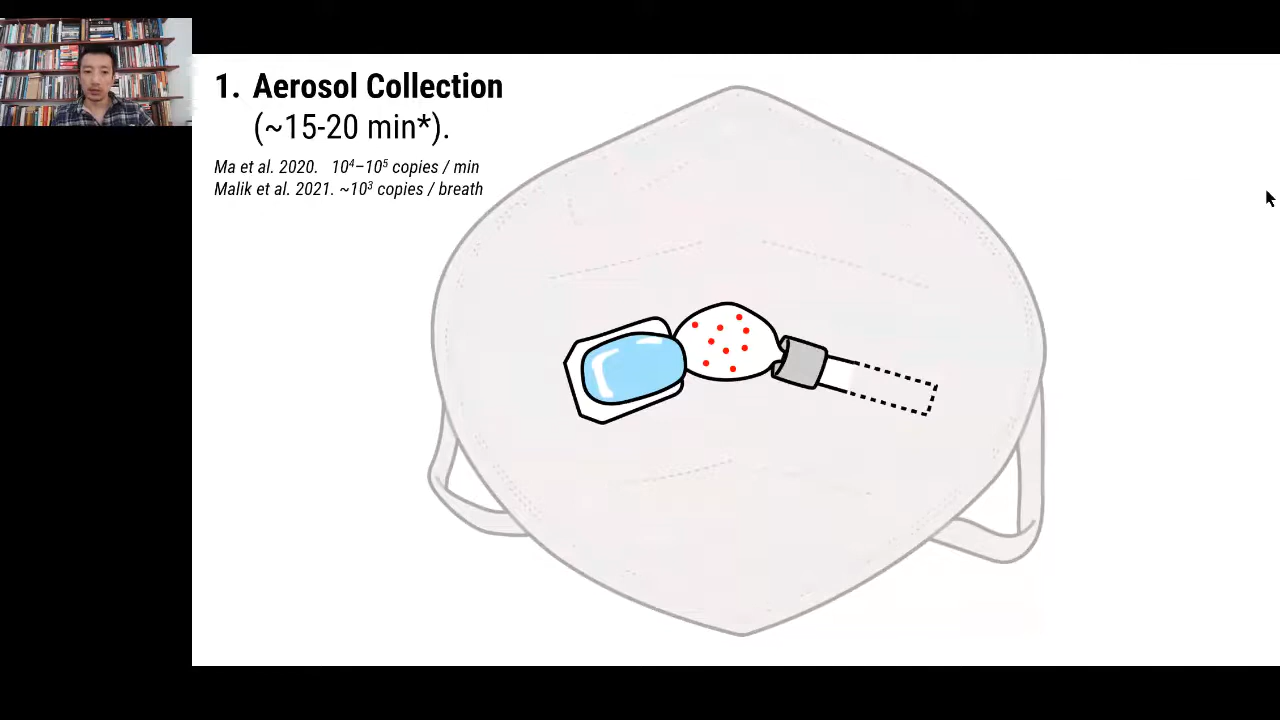 1. Aerosol Collection
(~15-20 min*).
Ma et al. 2020. 10⁴–10⁵ copies / min
Malik et al. 2021. ~10³ copies / breath